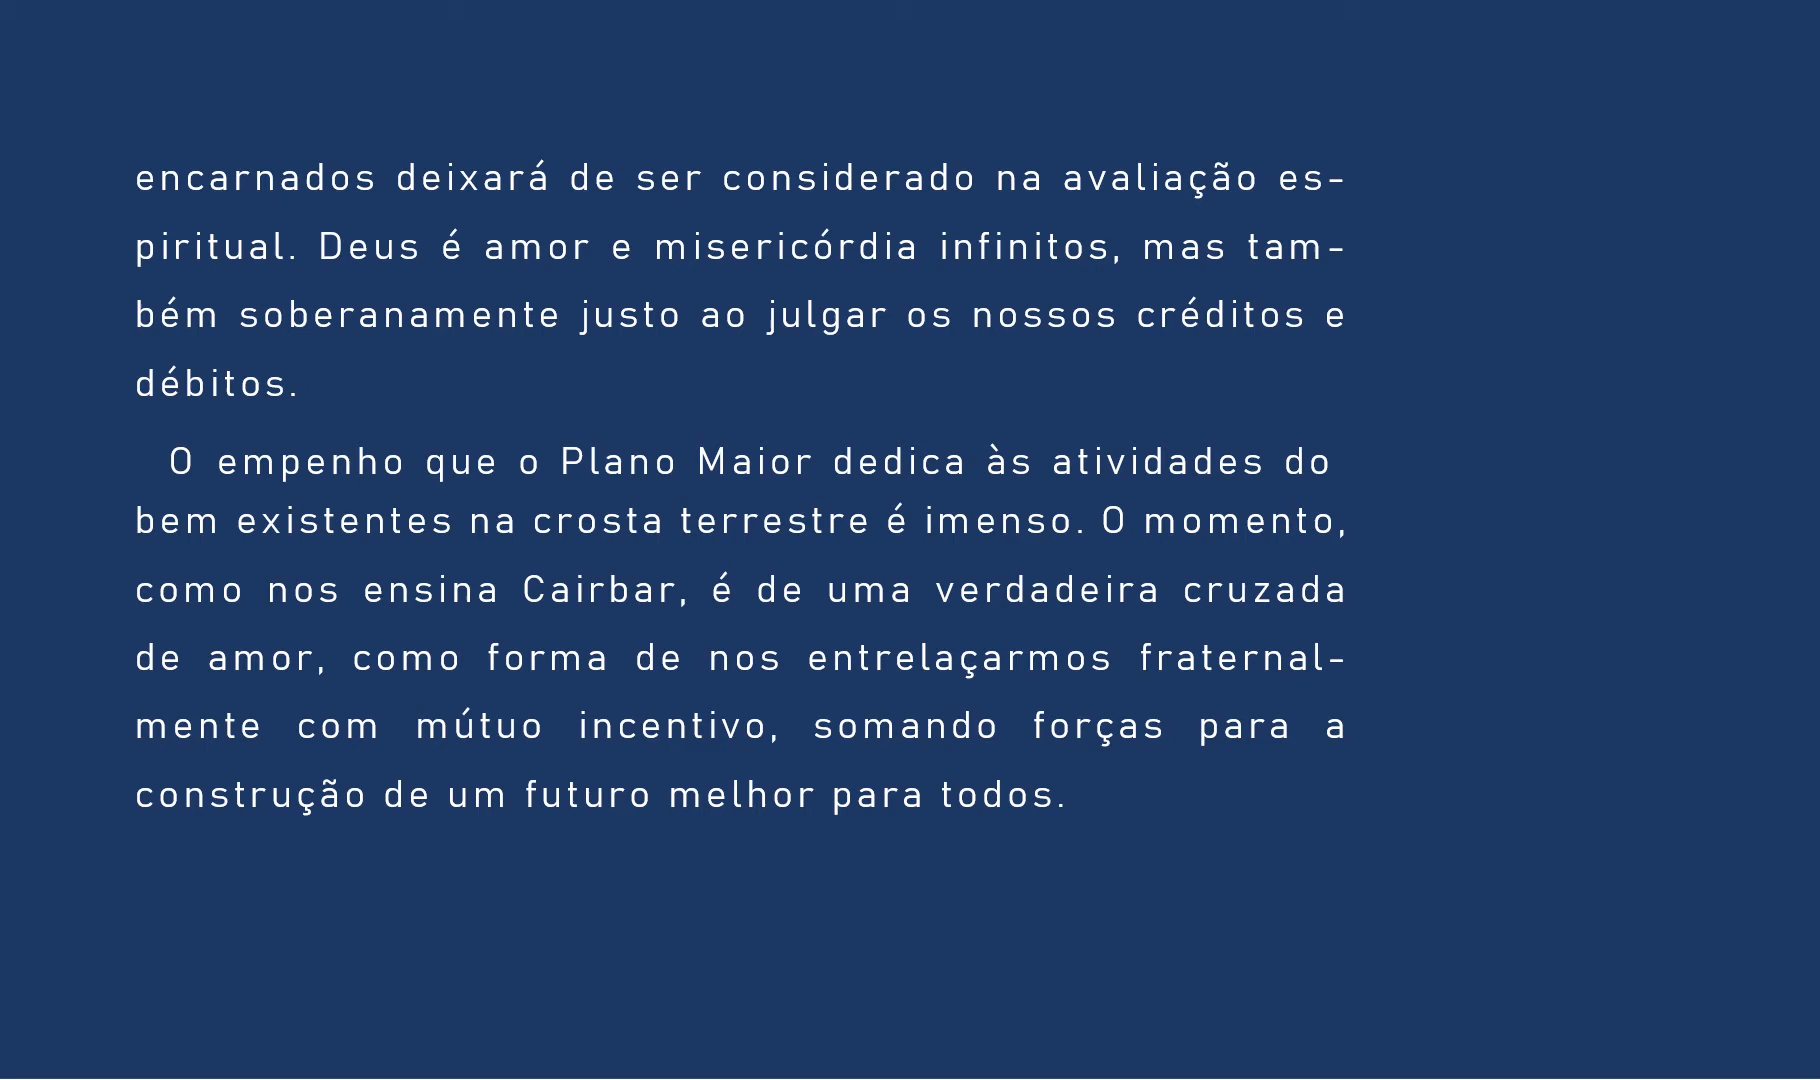 encarnados deixará de ser considerado na avaliação es-
piritual. Deus é amor e misericórdia infinitos, mas tam-
bém soberanamente justo ao julgar os nossos créditos e
débitos.
O empenho que o Plano Maior dedica às atividades do
bem existentes na crosta terrestre é imenso. O momento,
como nos ensina Cairbar, é de uma verdadeira cruzada
de amor, como forma de nos entrelaçarmos fraternal-
mente com mútuo incentivo, somando forças para a
construção de um futuro melhor para todos.